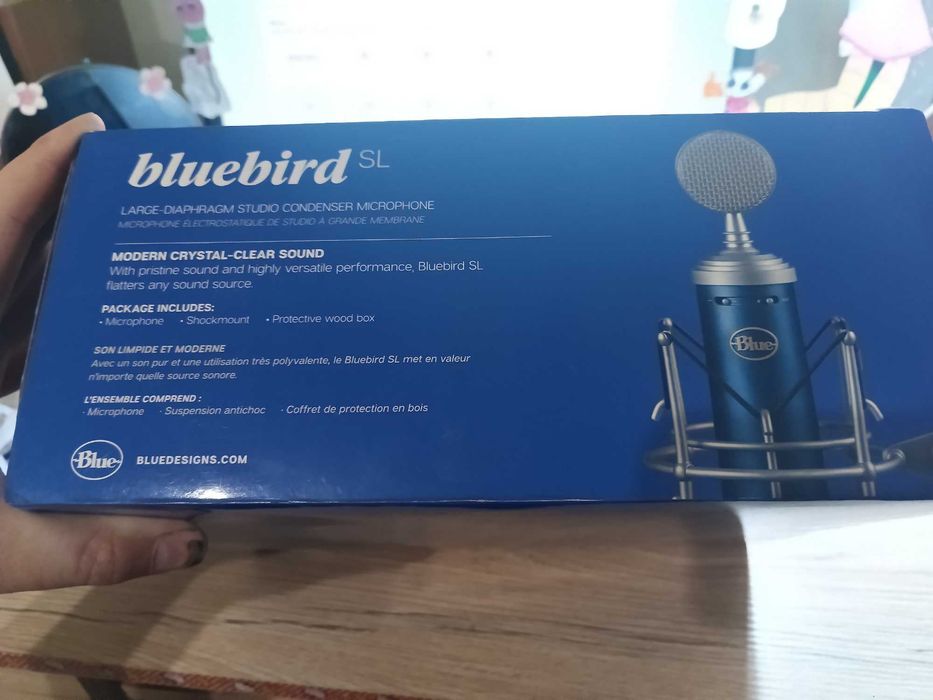 bluebird SL
LARGE-DIAPHRAGM STUDIO CONDENSER MICROPHONE
MICROPHONE ÉLECTROSTATIQUE DE STUDIO À GRANDE MEMBRANE
MODERN CRYSTAL-CLEAR SOUND
With pristine sound and highly versatile performance, Bluebird SL
flatters any sound source.
PACKAGE INCLUDES:
• Microphone • Shockmount • Protective wood box
SON LIMPIDE ET MODERNE
Avec un son pur et une utilisation très polyvalente, le Bluebird SL met en valeur
n'importe quelle source sonore.
L'ENSEMBLE COMPREND :
· Microphone · Suspension antichoc · Coffret de protection en bois
Blue BLUEDESIGNS.COM
Blue